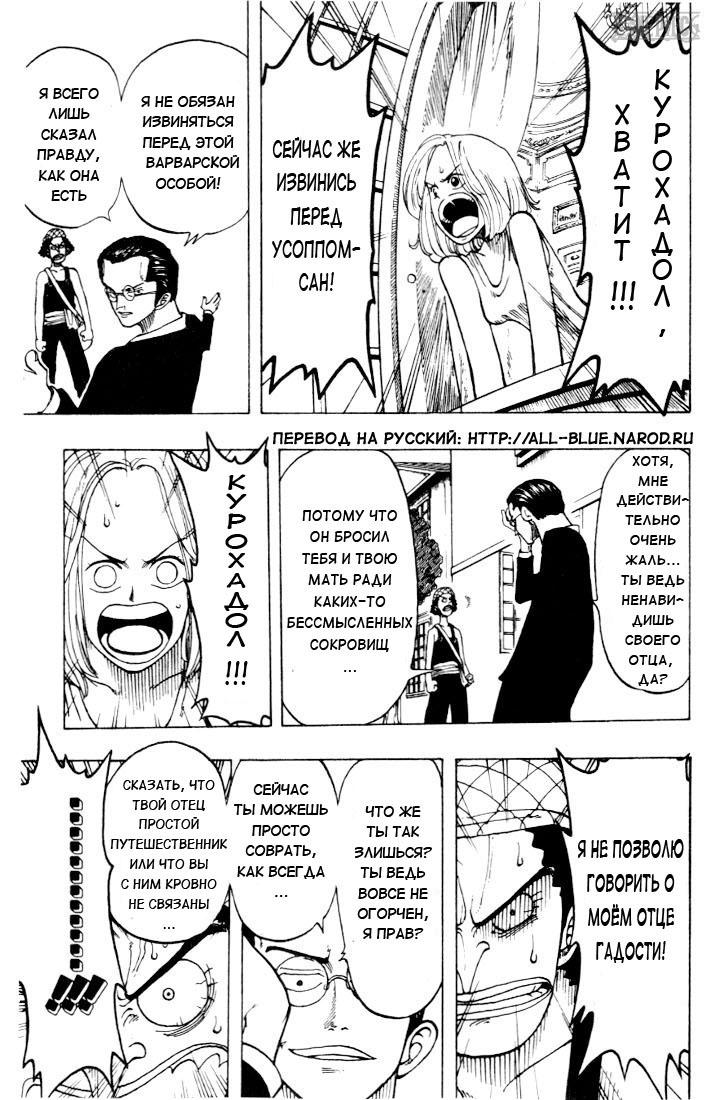 КУРОХАДОЛ,
ХВАТИТ !!!
СЕЙЧАС ЖЕ
ИЗВИНИСЬ
ПЕРЕД
УСОППОМ-
САН!
Я НЕ ОБЯЗАН
ИЗВИНЯТЬСЯ
ПЕРЕД ЭТОЙ
ВАРВАРСКОЙ
ОСОБОЙ!
Я ВСЕГО
ЛИШЬ
СКАЗАЛ
ПРАВДУ,
КАК ОНА
ЕСТЬ
ПЕРЕВОД НА РУССКИЙ: HTTP://ALL-BLUE.NAROD.RU
ХОТЯ,
МНЕ
ДЕЙСТВИ-
ТЕЛЬНО
ОЧЕНЬ
ЖАЛЬ...
ТЫ ВЕДЬ
НЕНАВИ-
ДИШЬ
СВОЕГО
ОТЦА,
ДА?
ПОТОМУ ЧТО
ОН БРОСИЛ
ТЕБЯ И ТВОЮ
МАТЬ РАДИ
КАКИХ-ТО
БЕССМЫСЛЕННЫХ
СОКРОВИЩ
...
КУРОХАДОЛ !!!
Я НЕ ПОЗВОЛЮ
ГОВОРИТЬ О
МОЁМ ОТЦЕ
ГАДОСТИ!
ЧТО ЖЕ
ТЫ ТАК
ЗЛИШЬСЯ?
ТЫ ВЕДЬ
ВОВСЕ НЕ
ОГОРЧЕН,
Я ПРАВ?
СЕЙЧАС
ТЫ МОЖЕШЬ
ПРОСТО
СОВРАТЬ,
КАК ВСЕГДА
...
СКАЗАТЬ, ЧТО
ТВОЙ ОТЕЦ
ПРОСТОЙ
ПУТЕШЕСТВЕННИК
ИЛИ ЧТО ВЫ
С НИМ КРОВНО
НЕ СВЯЗАНЫ
...
!!!